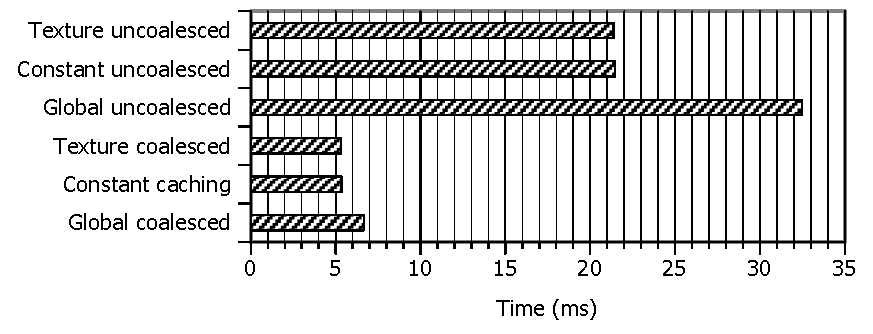 Texture uncoalesced
Constant uncoalesced
Global uncoalesced
Texture coalesced
Constant caching
Global coalesced
0 5 10 15 20 25 30 35
Time (ms)